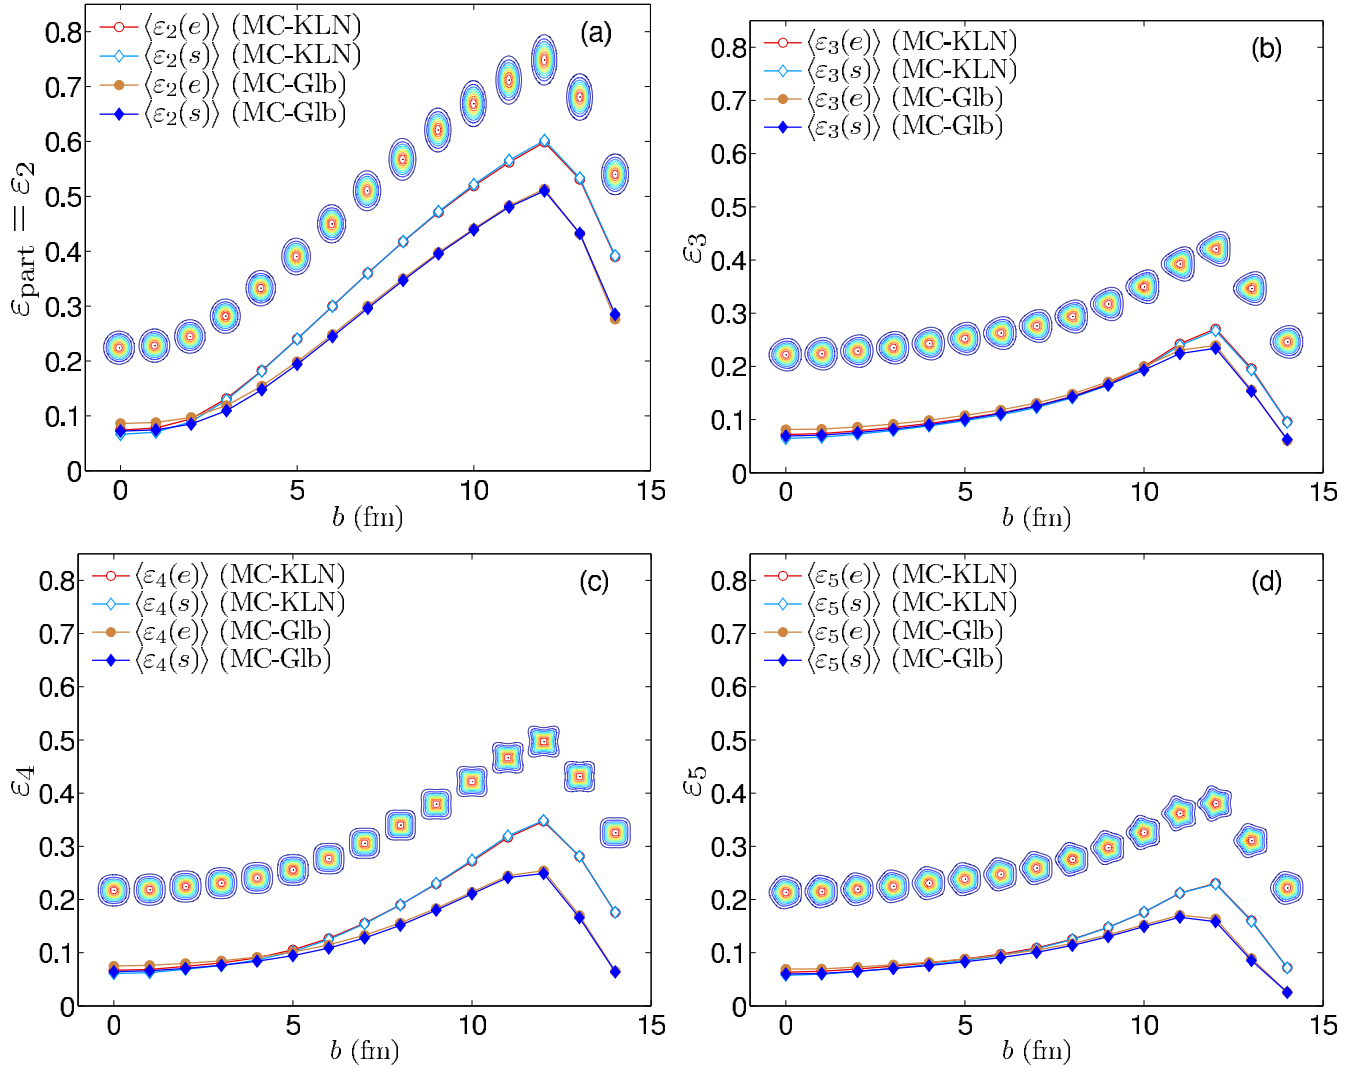 0.8
0.7
0.6
0.5
0.4
0.3
0.2
0.1
0
ε_part = ε₂
⟨ε₂(e)⟩ (MC-KLN)
⟨ε₂(s)⟩ (MC-KLN)
⟨ε₂(e)⟩ (MC-Glb)
⟨ε₂(s)⟩ (MC-Glb)
(a)
0 5 10 15
b (fm)
0.8
0.7
0.6
0.5
0.4
0.3
0.2
0.1
0
ε₃
⟨ε₃(e)⟩ (MC-KLN)
⟨ε₃(s)⟩ (MC-KLN)
⟨ε₃(e)⟩ (MC-Glb)
⟨ε₃(s)⟩ (MC-Glb)
(b)
0 5 10 15
b (fm)
0.8
0.7
0.6
0.5
0.4
0.3
0.2
0.1
0
ε₄
⟨ε₄(e)⟩ (MC-KLN)
⟨ε₄(s)⟩ (MC-KLN)
⟨ε₄(e)⟩ (MC-Glb)
⟨ε₄(s)⟩ (MC-Glb)
(c)
0 5 10 15
b (fm)
0.8
0.7
0.6
0.5
0.4
0.3
0.2
0.1
0
ε₅
⟨ε₅(e)⟩ (MC-KLN)
⟨ε₅(s)⟩ (MC-KLN)
⟨ε₅(e)⟩ (MC-Glb)
⟨ε₅(s)⟩ (MC-Glb)
(d)
0 5 10 15
b (fm)